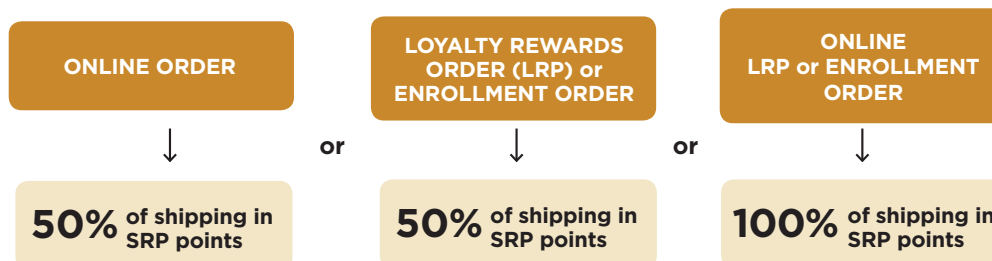 ONLINE ORDER
LOYALTY REWARDS
ORDER (LRP) or
ENROLLMENT ORDER
ONLINE
LRP or ENROLLMENT
ORDER
or
or
50% of shipping in
SRP points
50% of shipping in
SRP points
100% of shipping in
SRP points